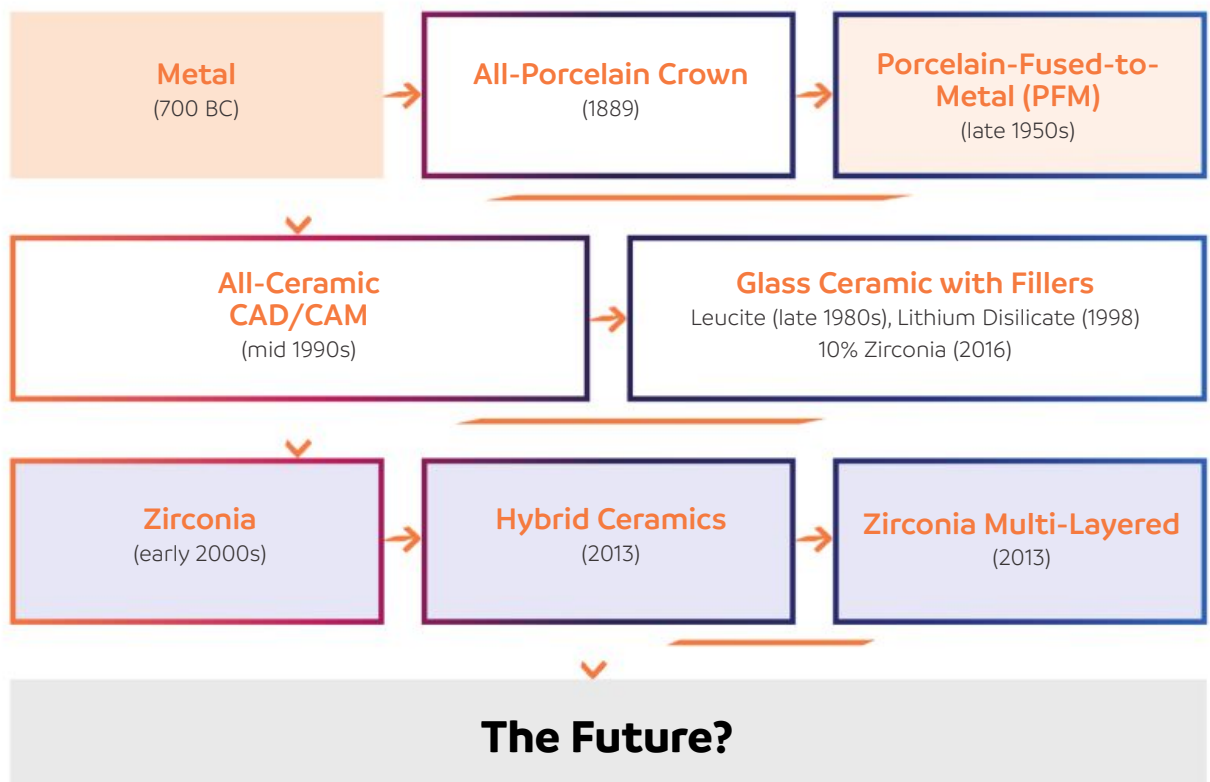 Metal
(700 BC)
All-Porcelain Crown
(1889)
Porcelain-Fused-to-
Metal (PFM)
(late 1950s)
All-Ceramic
CAD/CAM
(mid 1990s)
Glass Ceramic with Fillers
Leucite (late 1980s), Lithium Disilicate (1998)
10% Zirconia (2016)
Zirconia
(early 2000s)
Hybrid Ceramics
(2013)
Zirconia Multi-Layered
(2013)
The Future?